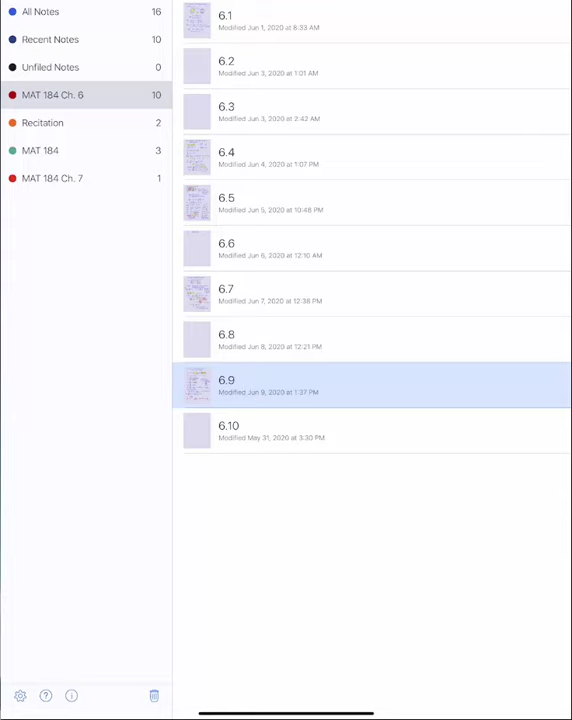 All Notes 16
Recent Notes 10
Unfiled Notes 0
MAT 184 Ch. 6 10
Recitation 2
MAT 184 3
MAT 184 Ch. 7 1
6.1
Modified Jun 1, 2020 at 8:33 AM
6.2
Modified Jun 3, 2020 at 1:01 AM
6.3
Modified Jun 3, 2020 at 2:42 AM
6.4
Modified Jun 4, 2020 at 1:07 PM
6.5
Modified Jun 5, 2020 at 10:48 PM
6.6
Modified Jun 6, 2020 at 12:10 AM
6.7
Modified Jun 7, 2020 at 12:38 PM
6.8
Modified Jun 8, 2020 at 12:21 PM
6.9
Modified Jun 9, 2020 at 1:37 PM
6.10
Modified May 31, 2020 at 3:30 PM